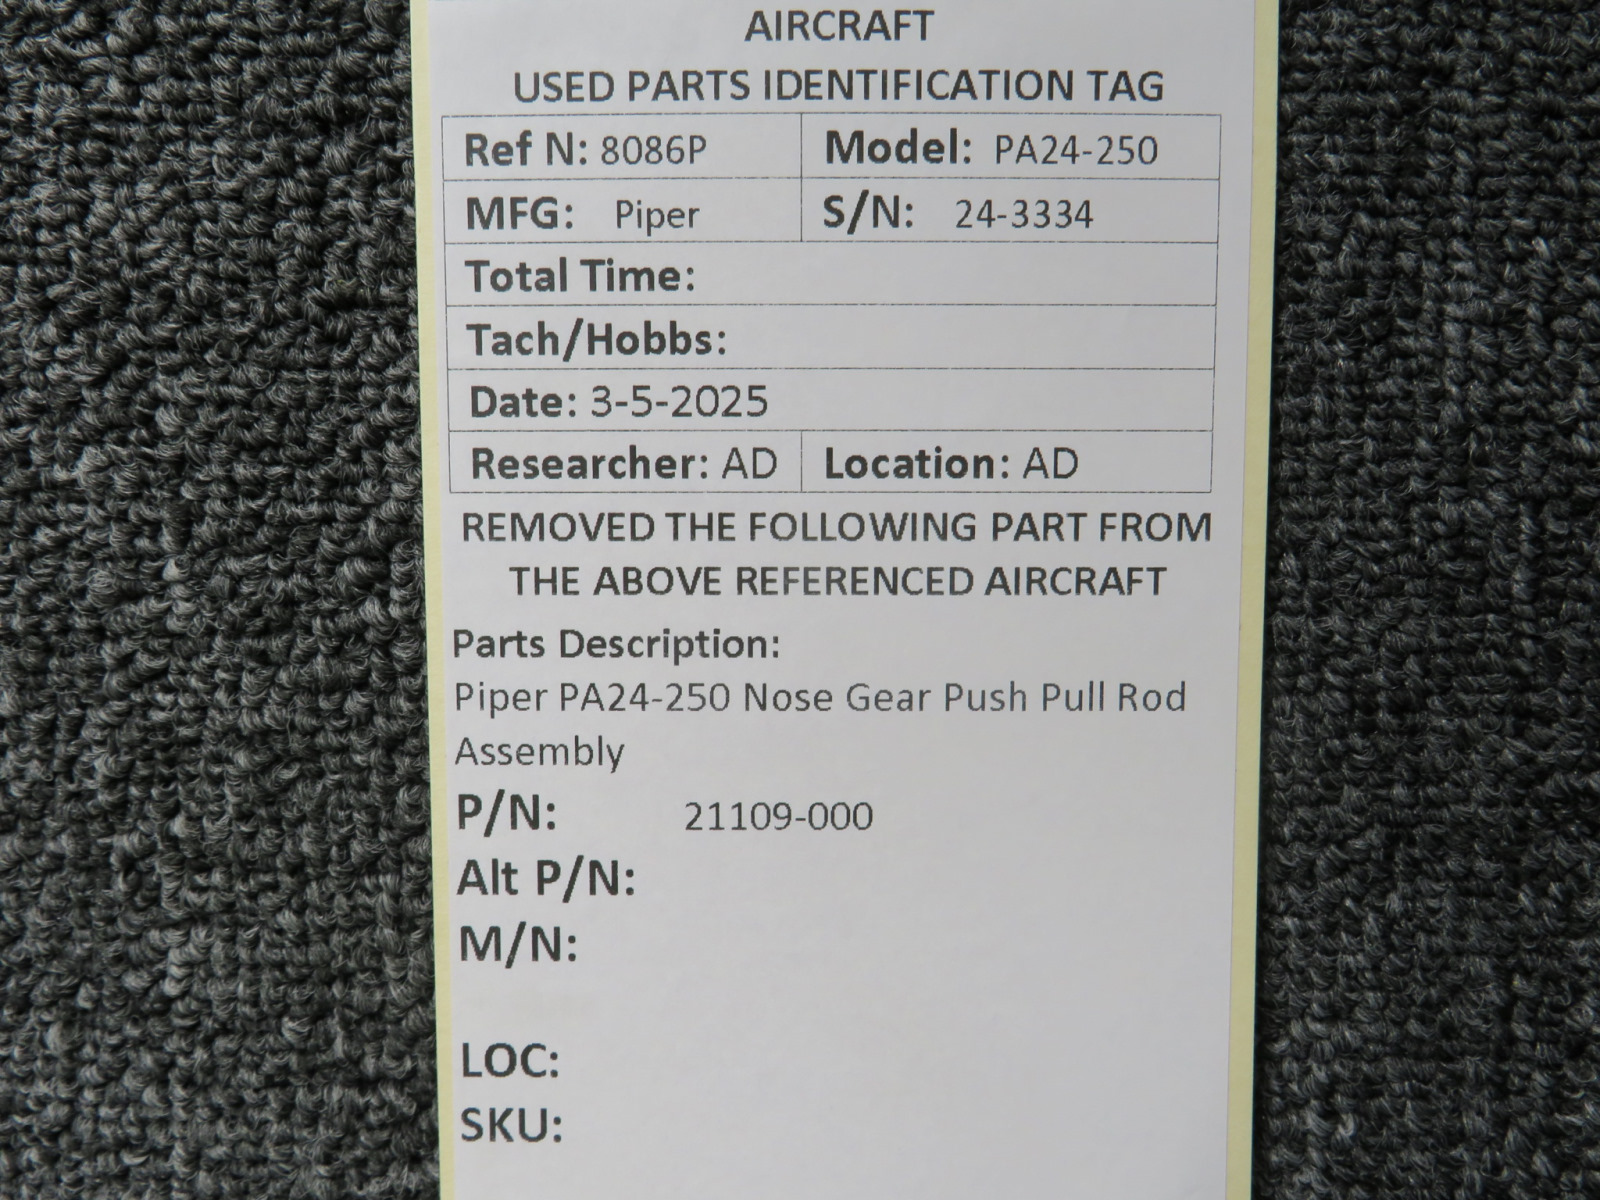 AIRCRAFT
USED PARTS IDENTIFICATION TAG
Ref N: 8086P Model: PA24-250
MFG: Piper S/N: 24-3334
Total Time:
Tach/Hobbs:
Date: 3-5-2025
Researcher: AD Location: AD
REMOVED THE FOLLOWING PART FROM
THE ABOVE REFERENCED AIRCRAFT
Parts Description:
Piper PA24-250 Nose Gear Push Pull Rod
Assembly
P/N: 21109-000
Alt P/N:
M/N:
LOC:
SKU: